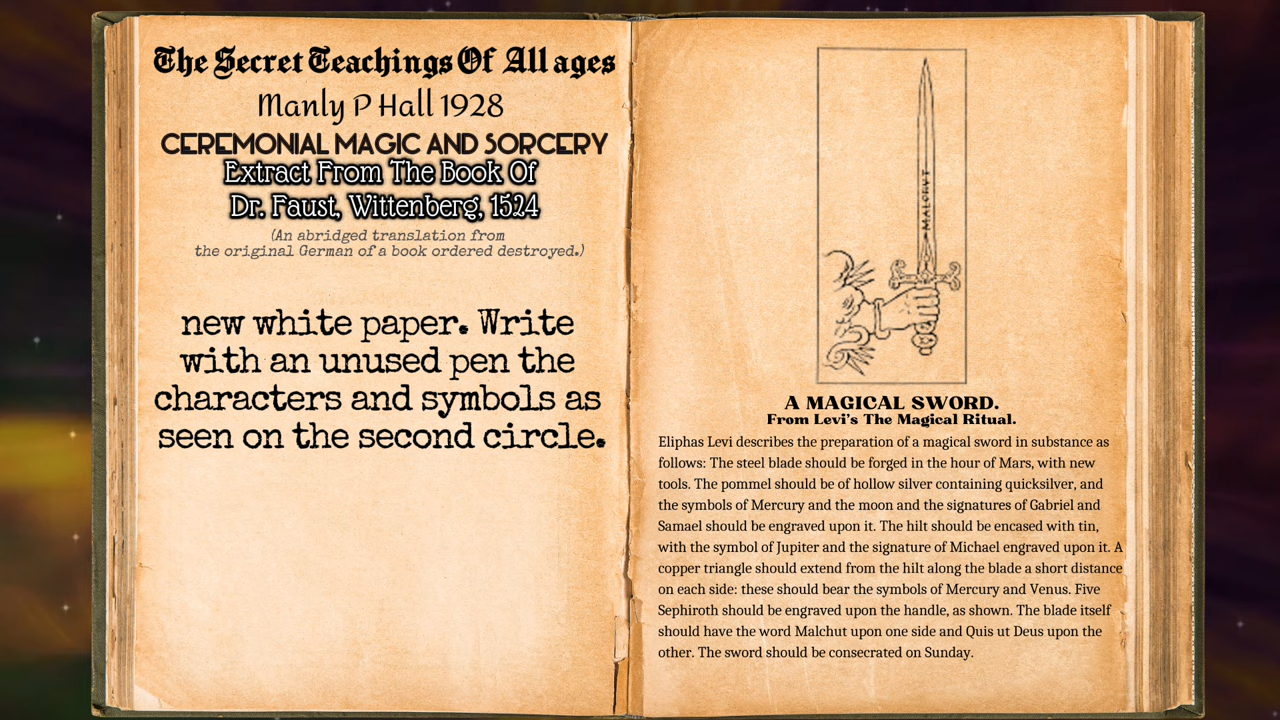 The Secret Teachings Of All ages
Manly P Hall 1928
CEREMONIAL MAGIC AND SORCERY
Extract From The Book Of
Dr. Faust, Wittenberg, 1524
(An abridged translation from
the original German of a book ordered destroyed.)
new white paper. Write
with an unused pen the
characters and symbols as
seen on the second circle.
MALCHVT
A MAGICAL SWORD.
From Levi's The Magical Ritual.
Eliphas Levi describes the preparation of a magical sword in substance as
follows: The steel blade should be forged in the hour of Mars, with new
tools. The pommel should be of hollow silver containing quicksilver, and
the symbols of Mercury and the moon and the signatures of Gabriel and
Samael should be engraved upon it. The hilt should be encased with tin,
with the symbol of Jupiter and the signature of Michael engraved upon it. A
copper triangle should extend from the hilt along the blade a short distance
on each side: these should bear the symbols of Mercury and Venus. Five
Sephiroth should be engraved upon the handle, as shown. The blade itself
should have the word Malchut upon one side and Quis ut Deus upon the
other. The sword should be consecrated on Sunday.